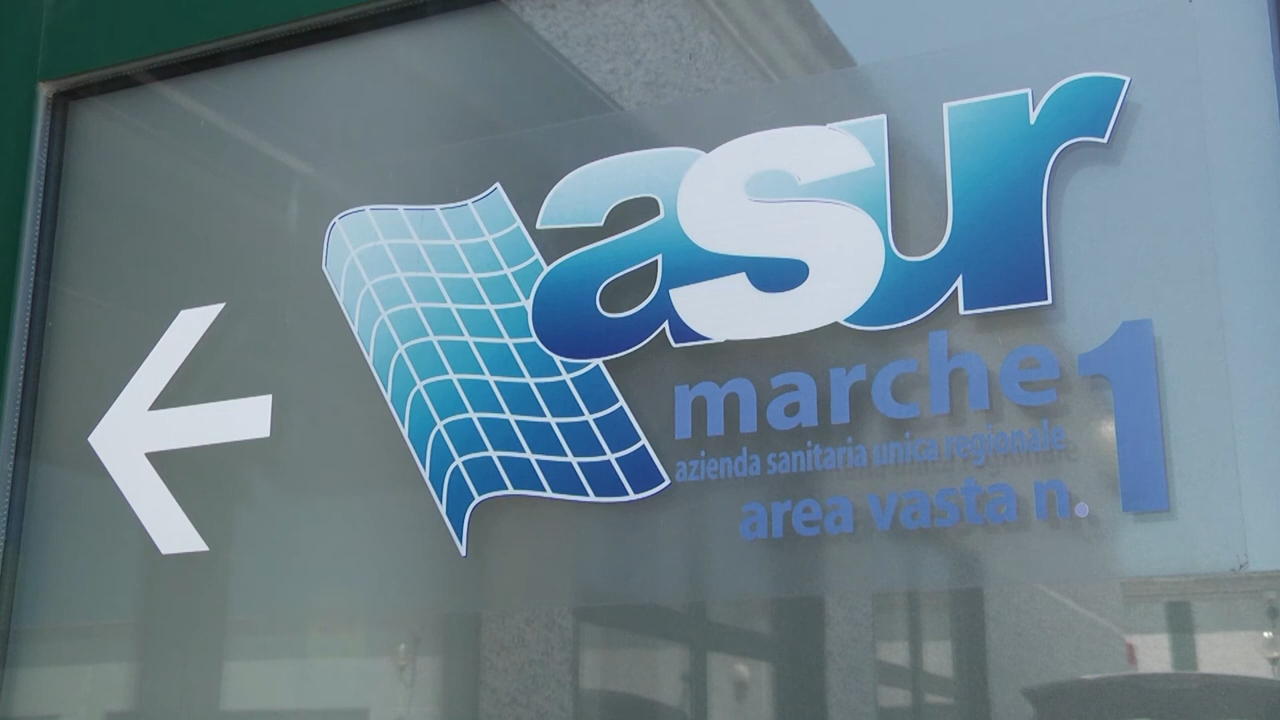 asur
marche 1
azienda sanitaria unica regionale
area vasta n.